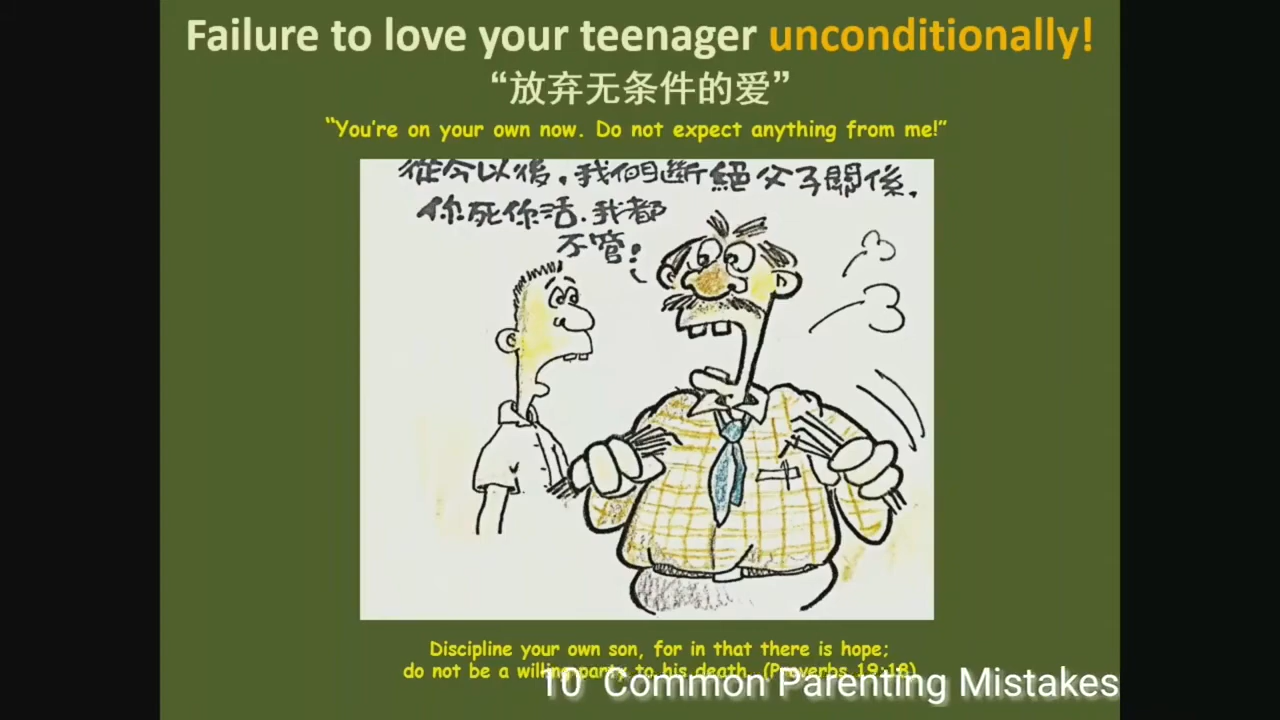 Failure to love your teenager unconditionally!
“放弃无条件的爱”
“You're on your own now. Do not expect anything from me!”
從今以後，我们斷絕父子關係，
你死你活，我都
不管！
Discipline your own son, for in that there is hope;
do not be a willing party to his death. (Proverbs 19:18)
10 Common Parenting Mistakes